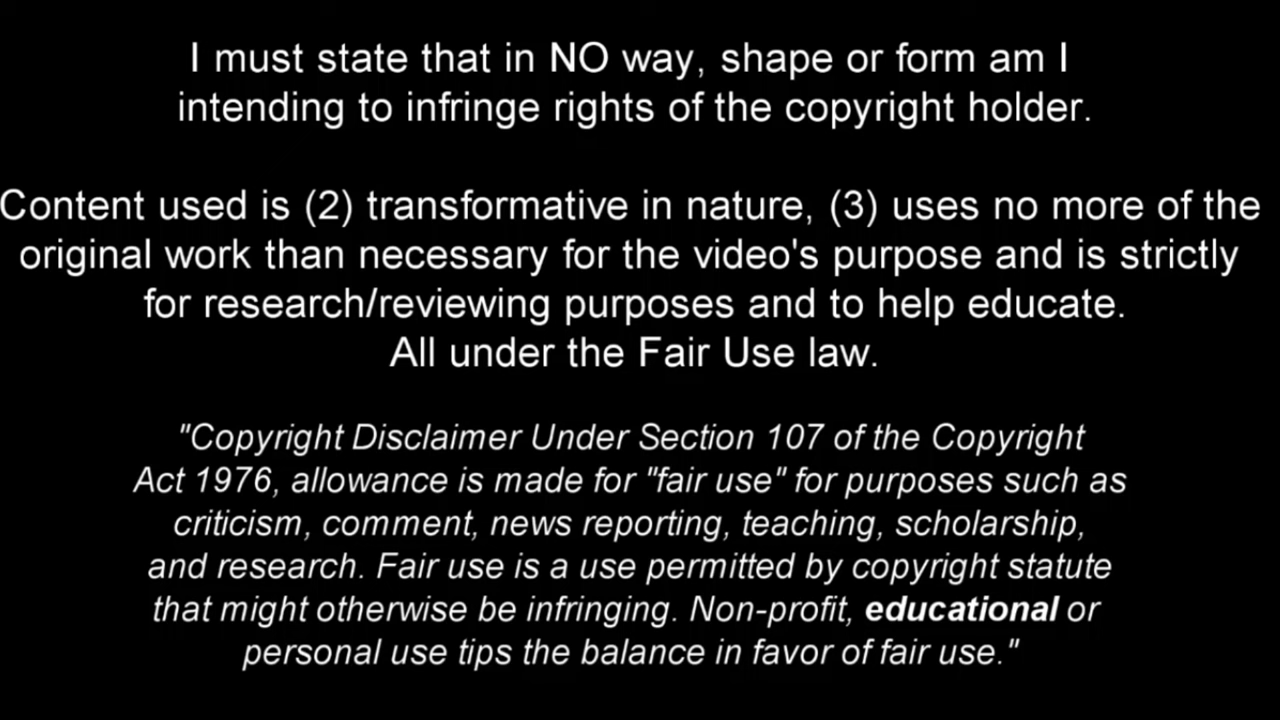 I must state that in NO way, shape or form am I
intending to infringe rights of the copyright holder.
Content used is (2) transformative in nature, (3) uses no more of the
original work than necessary for the video's purpose and is strictly
for research/reviewing purposes and to help educate.
All under the Fair Use law.
"Copyright Disclaimer Under Section 107 of the Copyright
Act 1976, allowance is made for "fair use" for purposes such as
criticism, comment, news reporting, teaching, scholarship,
and research. Fair use is a use permitted by copyright statute
that might otherwise be infringing. Non-profit, educational or
personal use tips the balance in favor of fair use."